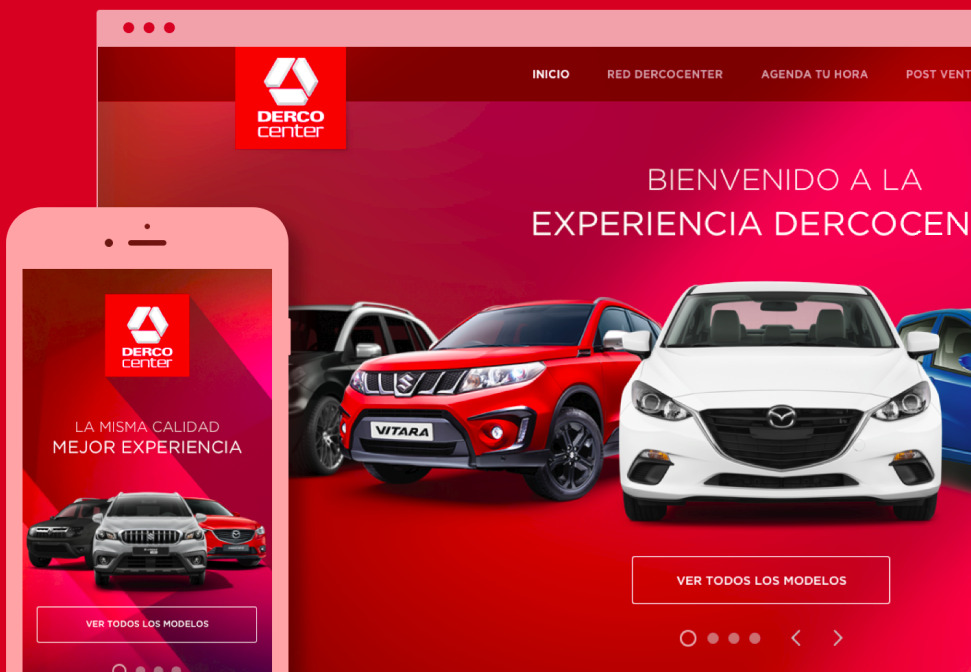 DERCO
center
INICIO
RED DERCOCENTER
AGENDA TU HORA
POST VENT
BIENVENIDO A LA
EXPERIENCIA DERCOCEN
VITARA
VER TODOS LOS MODELOS
DERCO
center
LA MISMA CALIDAD
MEJOR EXPERIENCIA
VER TODOS LOS MODELOS